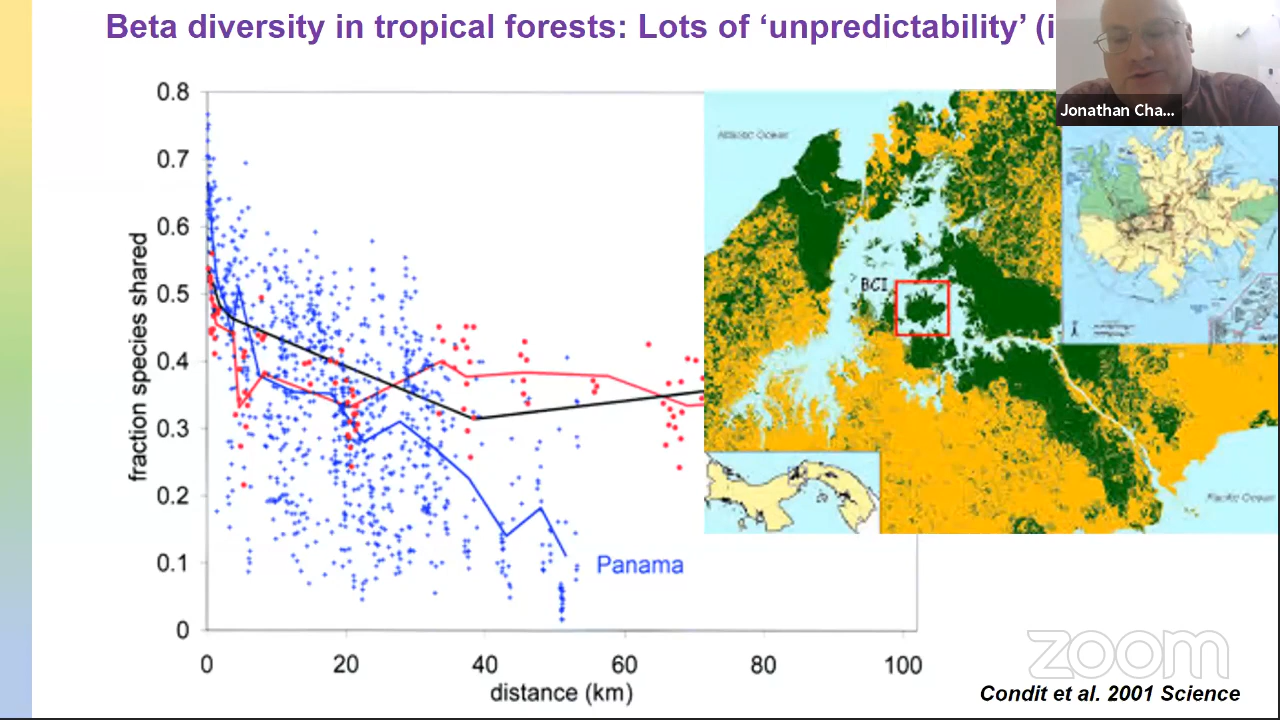 Beta diversity in tropical forests: Lots of ‘unpredictability’ (i
Jonathan Cha...
0.8
0.7
0.6
0.5
0.4
0.3
0.2
0.1
0
fraction species shared
0
20
40
60
80
100
distance (km)
Panama
Atlantic Ocean
BCI
Pacific Ocean
zoom
Condit et al. 2001 Science